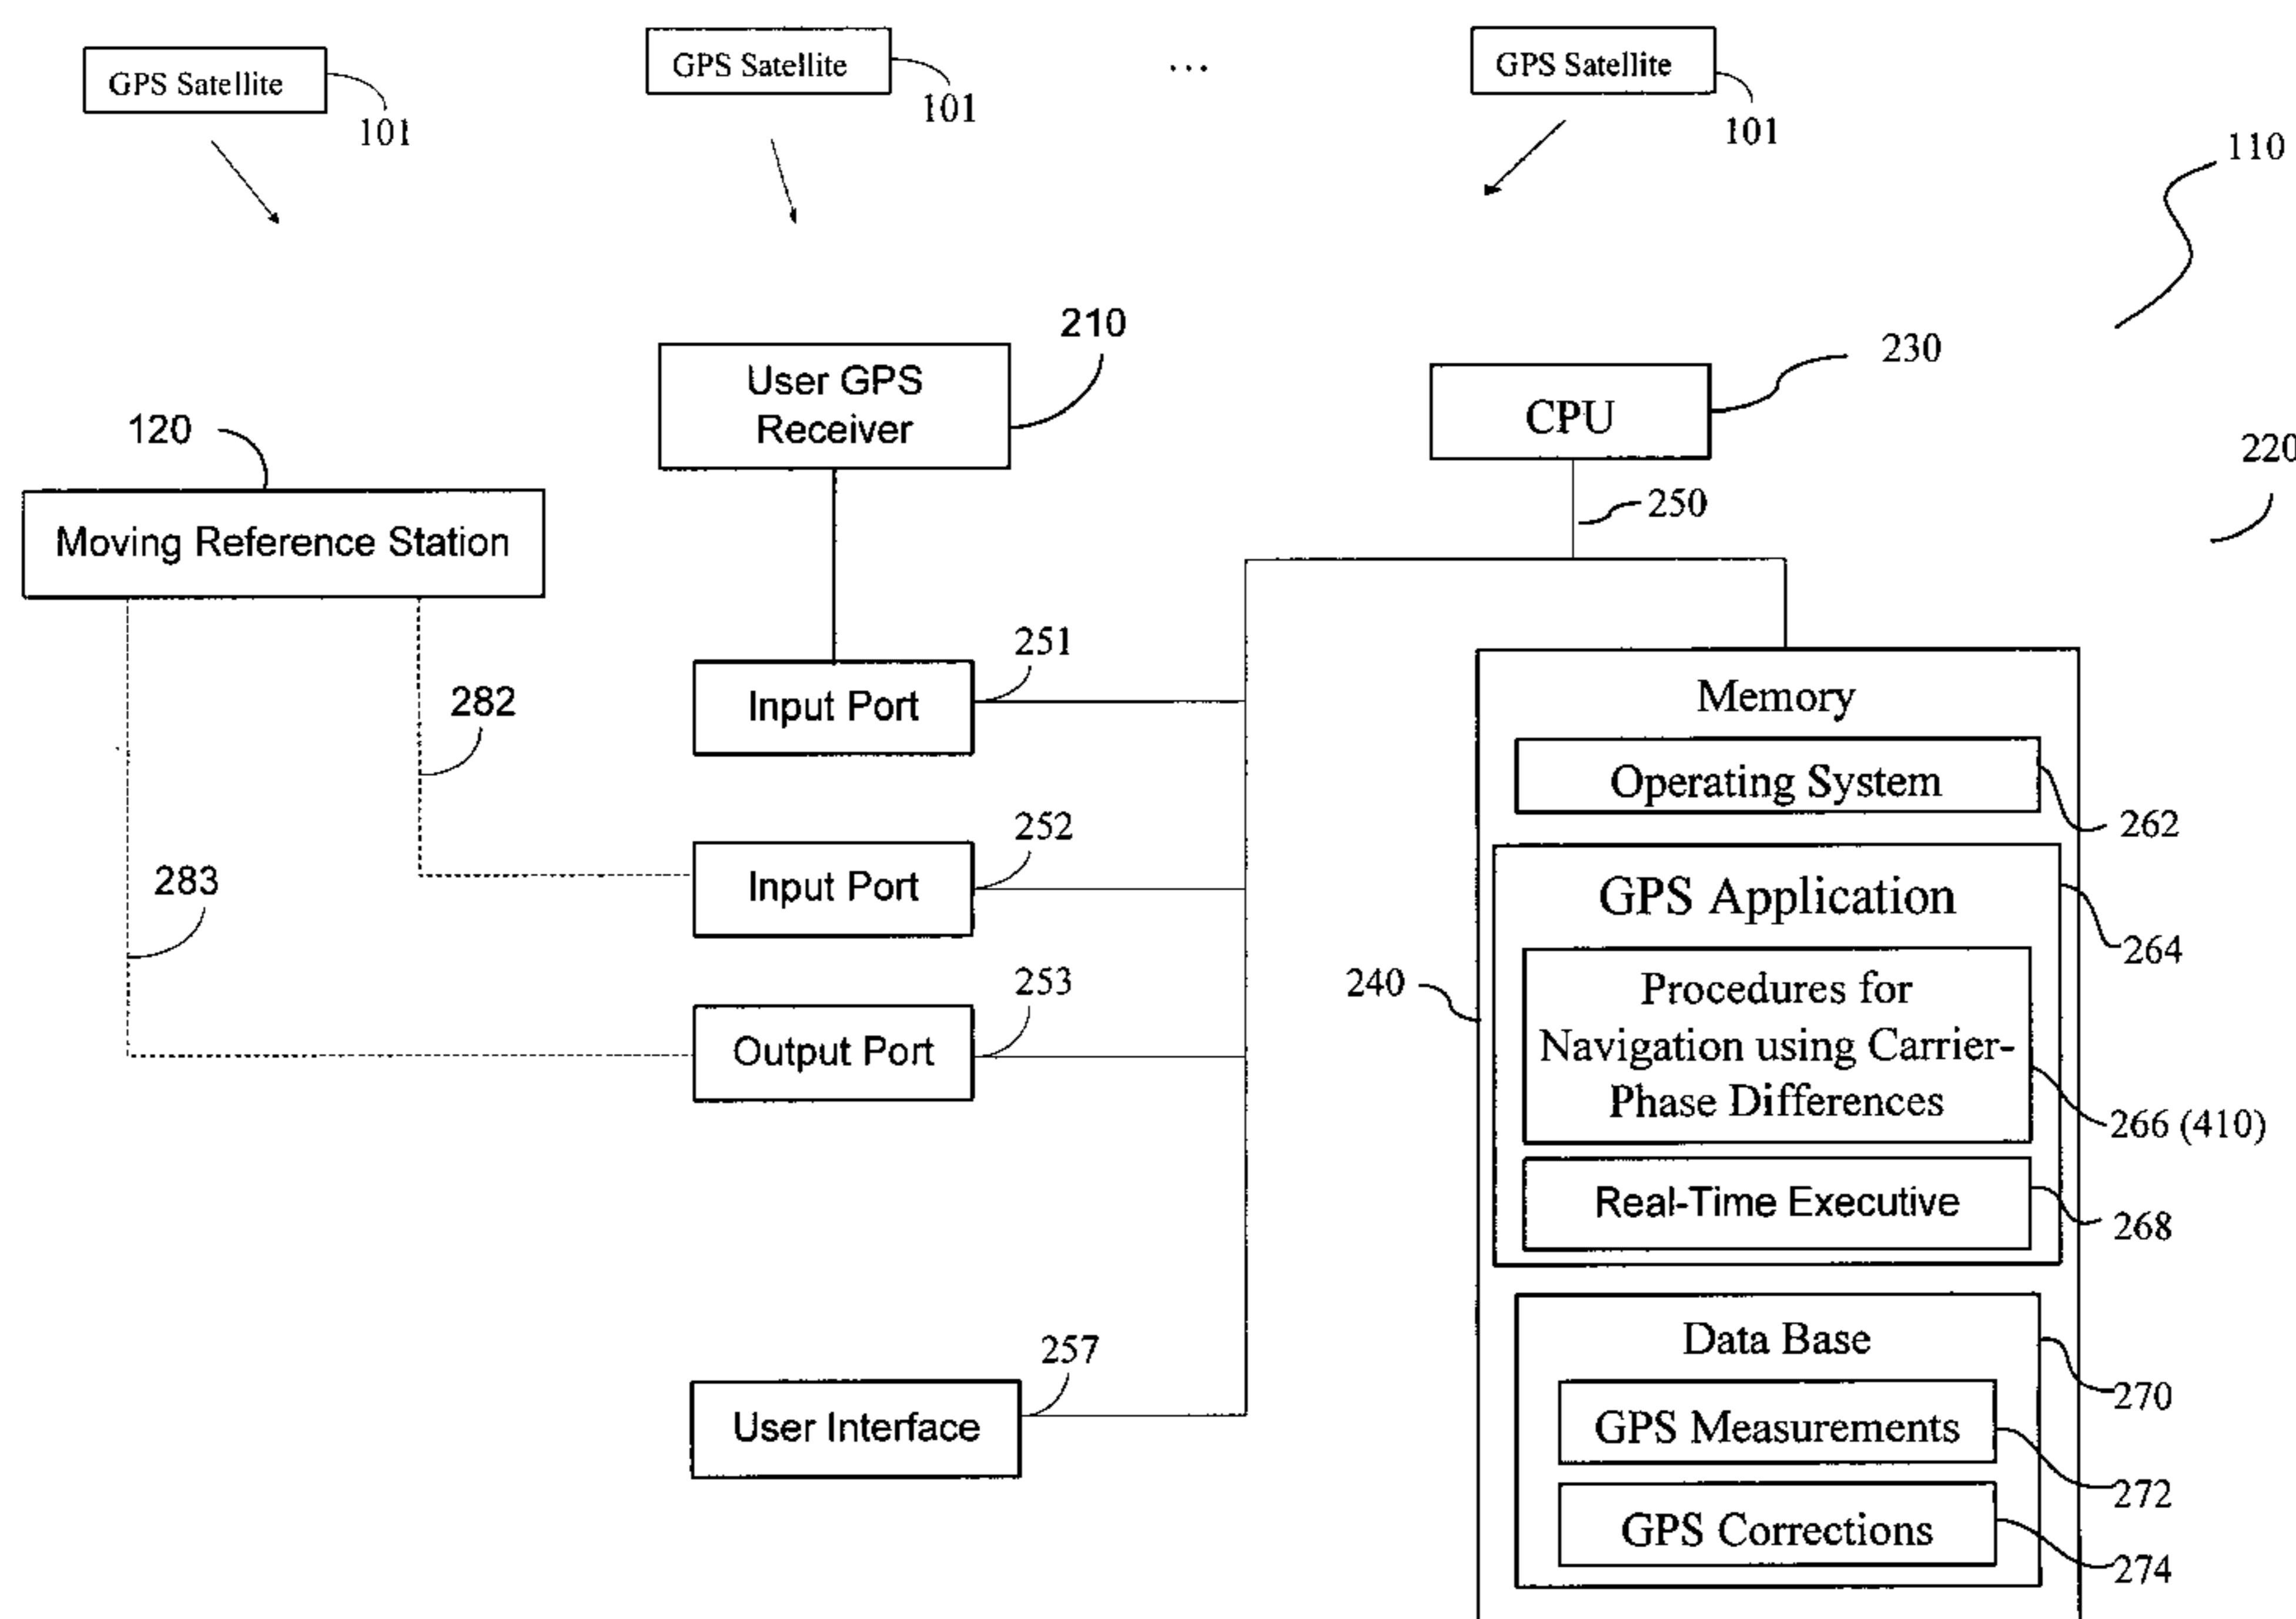 GPS Satellite
101
GPS Satellite
101
...
GPS Satellite
101
110
220
User GPS
Receiver
210
CPU
230
250
120
Moving Reference Station
282
283
Input Port
251
Input Port
252
Output Port
253
User Interface
257
240
Memory
Operating System
262
GPS Application
264
Procedures for
Navigation using Carrier-
Phase Differences
266 (410)
Real-Time Executive
268
Data Base
270
GPS Measurements
272
GPS Corrections
274